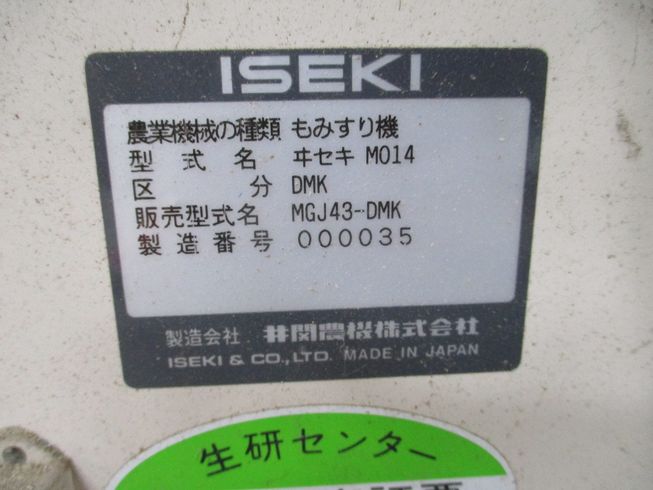 ISEKI
農業機械の種類 もみすり機
型式名 ヰセキ M014
区分 DMK
販売型式名 MGJ43-DMK
製造番号 000035
製造会社 井関農機株式会社
ISEKI & CO.,LTD. MADE IN JAPAN
生研センター